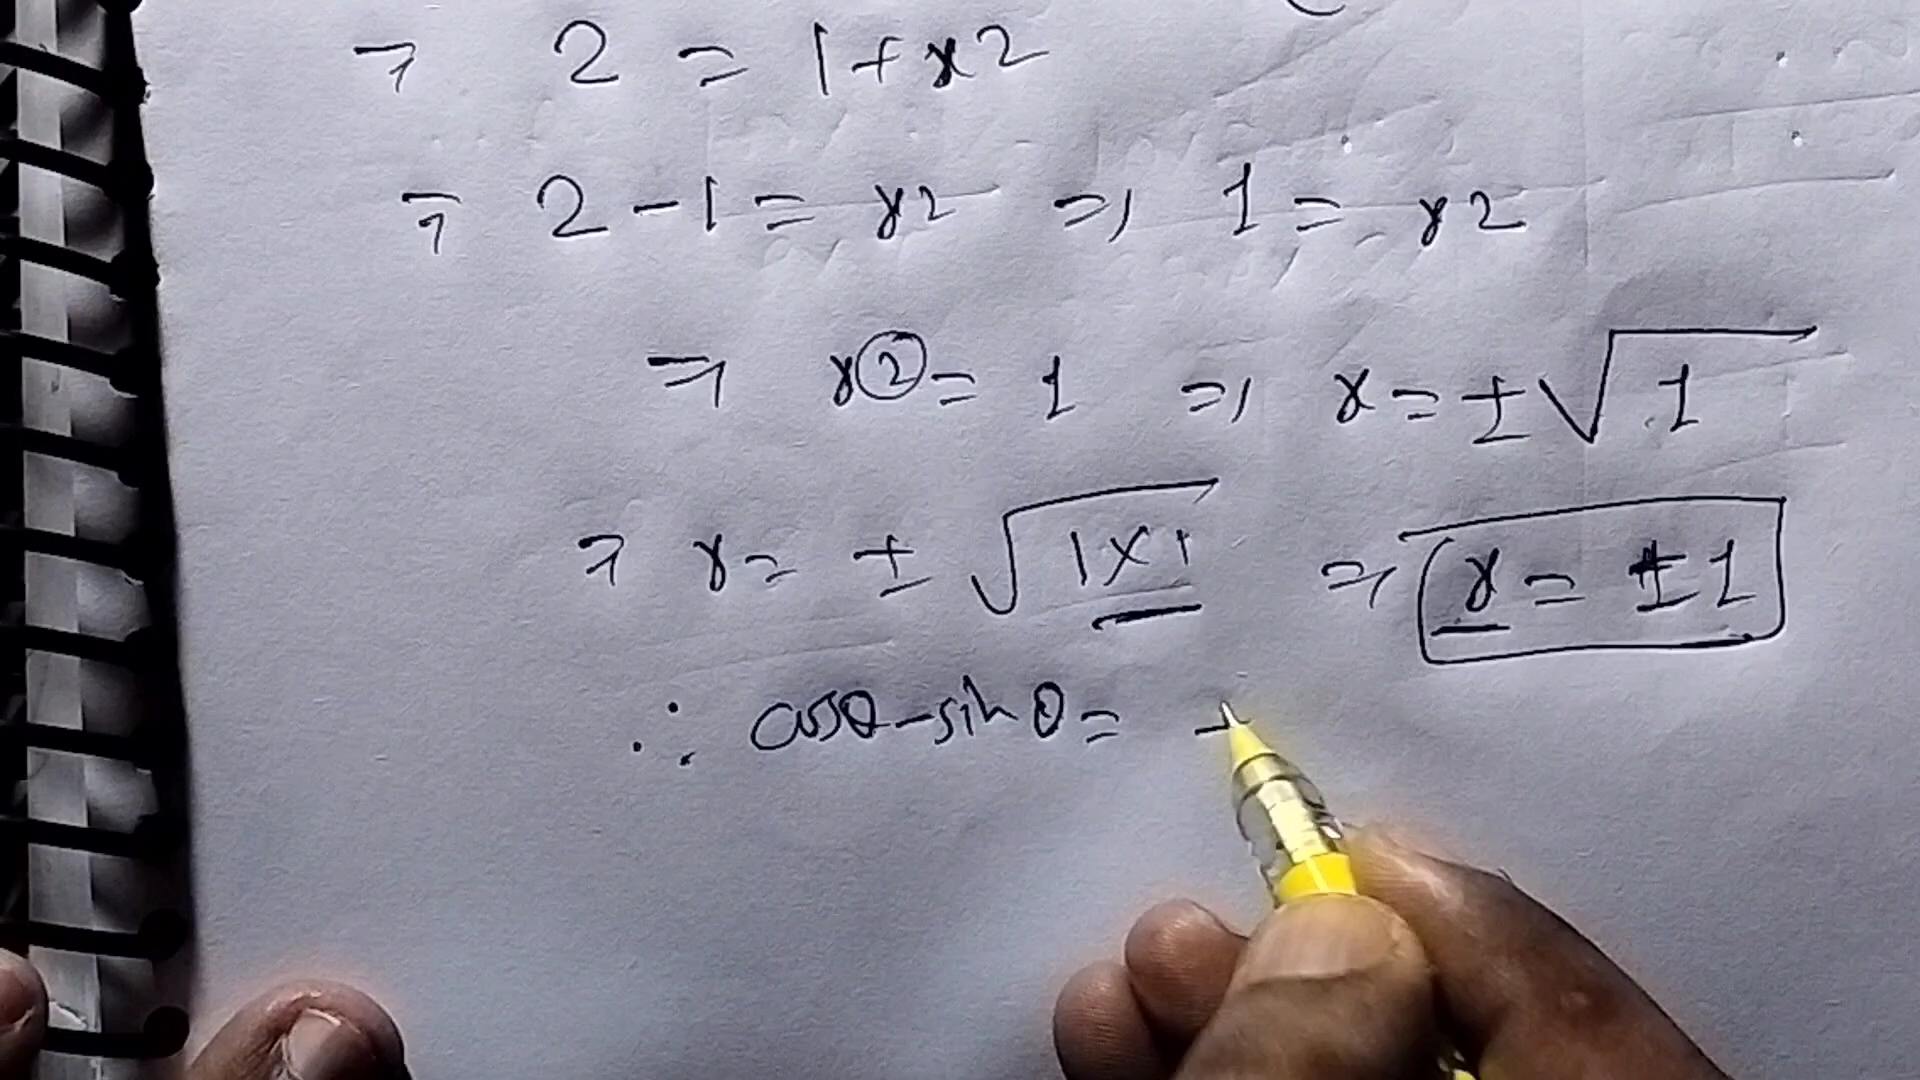 ⇒ 2 = 1+x2
⇒ 2-1 = x2 ⇒ 1 = x2
⇒ x2 = 1 ⇒ x = ±√1
⇒ x = ± √1×1 ⇒ x = ±1
∴ cosθ-sinθ =